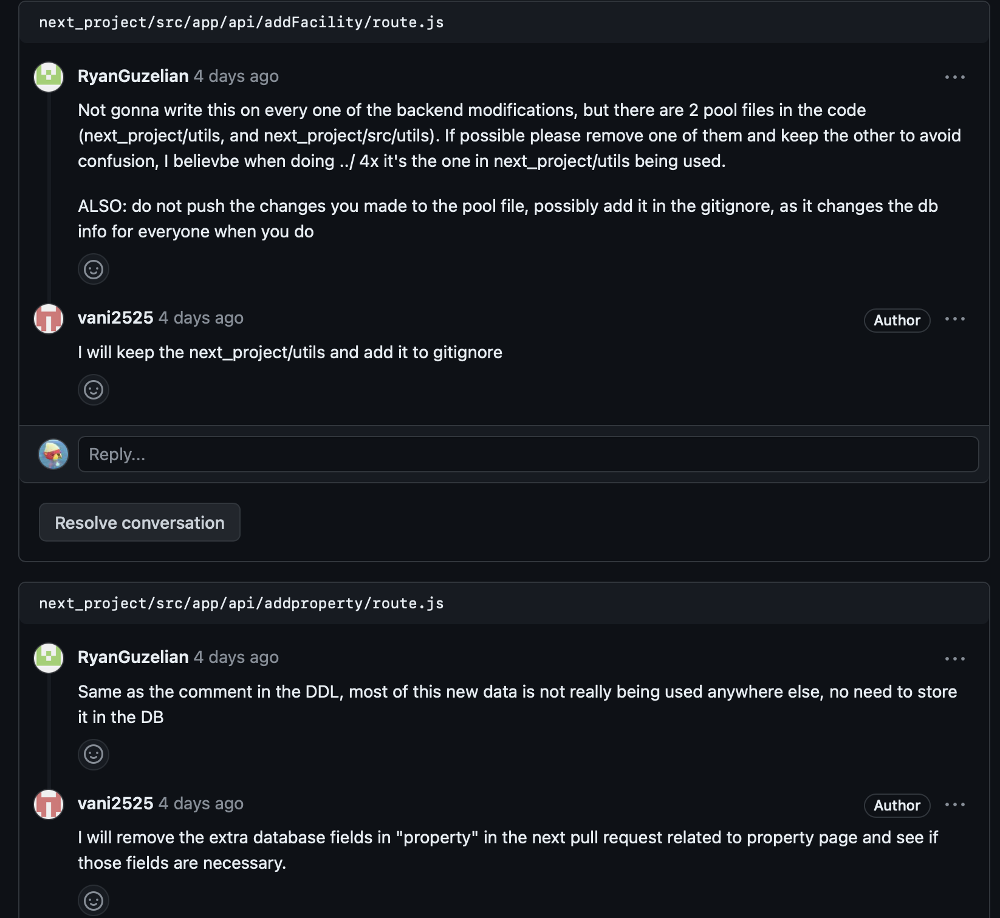 next_project/src/app/api/addFacility/route.js
RyanGuzelian 4 days ago
Not gonna write this on every one of the backend modifications, but there are 2 pool files in the code
(next_project/utils, and next_project/src/utils). If possible please remove one of them and keep the other to avoid
confusion, I believbe when doing ../ 4x it's the one in next_project/utils being used.
ALSO: do not push the changes you made to the pool file, possibly add it in the gitignore, as it changes the db
info for everyone when you do
vani2525 4 days ago
Author
I will keep the next_project/utils and add it to gitignore
Reply...
Resolve conversation
next_project/src/app/api/addproperty/route.js
RyanGuzelian 4 days ago
Same as the comment in the DDL, most of this new data is not really being used anywhere else, no need to store
it in the DB
vani2525 4 days ago
Author
I will remove the extra database fields in "property" in the next pull request related to property page and see if
those fields are necessary.